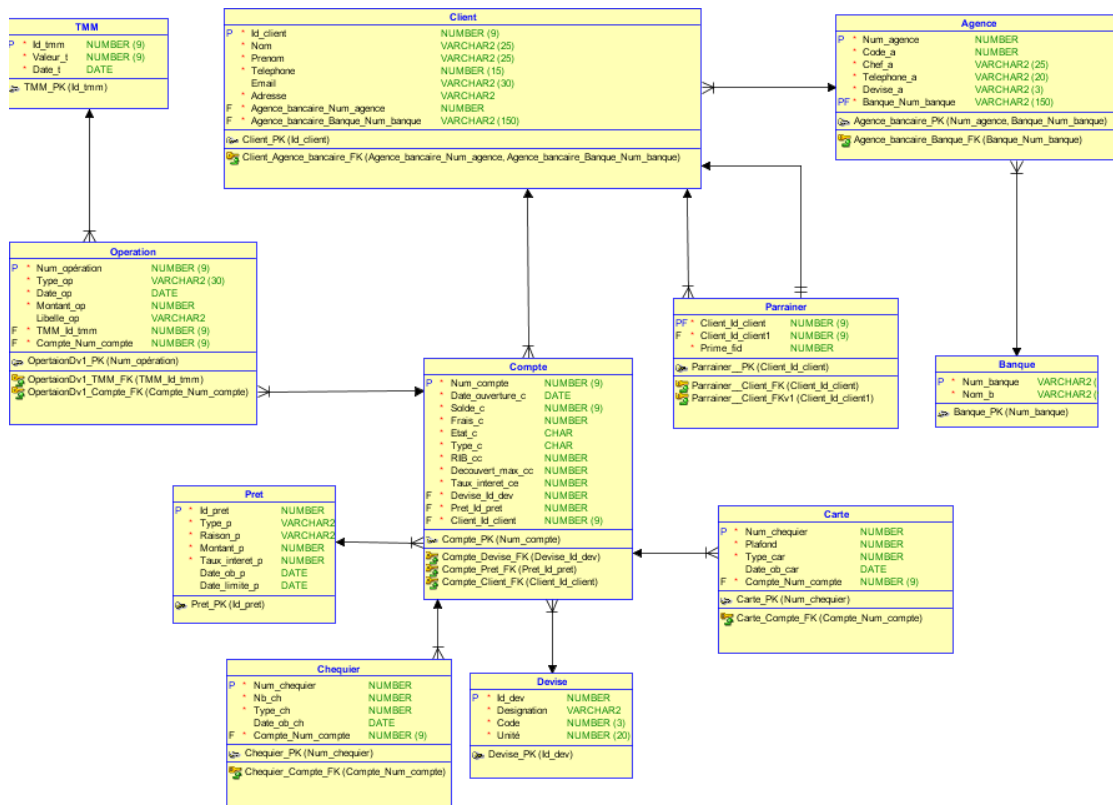 TMM
P * Id_tmm NUMBER (9)
* Valeur_t NUMBER (9)
* Date_t DATE
TMM_PK (Id_tmm)
Client
P * Id_client NUMBER (9)
* Nom VARCHAR2 (25)
* Prenom VARCHAR2 (25)
* Telephone NUMBER (15)
Email VARCHAR2 (30)
* Adresse VARCHAR2
F * Agence_bancaire_Num_agence NUMBER
F * Agence_bancaire_Banque_Num_banque VARCHAR2 (150)
Client_PK (Id_client)
Client_Agence_bancaire_FK (Agence_bancaire_Num_agence, Agence_bancaire_Banque_Num_banque)
Agence
P * Num_agence NUMBER
* Code_a NUMBER
* Chef_a VARCHAR2 (25)
* Telephone_a VARCHAR2 (20)
* Devise_a VARCHAR2 (3)
PF * Banque_Num_banque VARCHAR2 (150)
Agence_bancaire_PK (Num_agence, Banque_Num_banque)
Agence_bancaire_Banque_FK (Banque_Num_banque)
Operation
P * Num_opération NUMBER (9)
* Type_op VARCHAR2 (30)
* Date_op DATE
* Montant_op NUMBER
Libelle_op VARCHAR2
F * TMM_Id_tmm NUMBER (9)
F * Compte_Num_compte NUMBER (9)
OpertaionDv1_PK (Num_opération)
OpertaionDv1_TMM_FK (TMM_Id_tmm)
OpertaionDv1_Compte_FK (Compte_Num_compte)
Parrainer
PF * Client_Id_client NUMBER (9)
F * Client_Id_client1 NUMBER (9)
* Prime_fid NUMBER
Parrainer__PK (Client_Id_client)
Parrainer__Client_FK (Client_Id_client)
Parrainer__Client_FKv1 (Client_Id_client1)
Banque
P * Num_banque VARCHAR2 (
* Nom_b VARCHAR2 (
Banque_PK (Num_banque)
Compte
P * Num_compte NUMBER (9)
* Date_ouverture_c DATE
* Solde_c NUMBER (9)
* Frais_c NUMBER
* Etat_c CHAR
* Type_c CHAR
* RIB_cc NUMBER
* Decouvert_max_cc NUMBER
* Taux_interet_ce NUMBER
F * Devise_Id_dev NUMBER
F * Pret_Id_pret NUMBER
F * Client_Id_client NUMBER (9)
Compte_PK (Num_compte)
Compte_Devise_FK (Devise_Id_dev)
Compte_Pret_FK (Pret_Id_pret)
Compte_Client_FK (Client_Id_client)
Pret
P * Id_pret NUMBER
* Type_p VARCHAR2
* Raison_p VARCHAR2
* Montant_p NUMBER
* Taux_interet_p NUMBER
Date_ob_p DATE
Date_limite_p DATE
Pret_PK (Id_pret)
Carte
P * Num_chequier NUMBER
* Plafond NUMBER
* Type_car NUMBER
Date_ob_car DATE
F * Compte_Num_compte NUMBER (9)
Carte_PK (Num_chequier)
Carte_Compte_FK (Compte_Num_compte)
Chequier
P * Num_chequier NUMBER
* Nb_ch NUMBER
* Type_ch NUMBER
Date_ob_ch DATE
F * Compte_Num_compte NUMBER (9)
Chequier_PK (Num_chequier)
Chequier_Compte_FK (Compte_Num_compte)
Devise
P * Id_dev NUMBER
* Designation VARCHAR2
* Code NUMBER (3)
* Unité NUMBER (20)
Devise_PK (Id_dev)